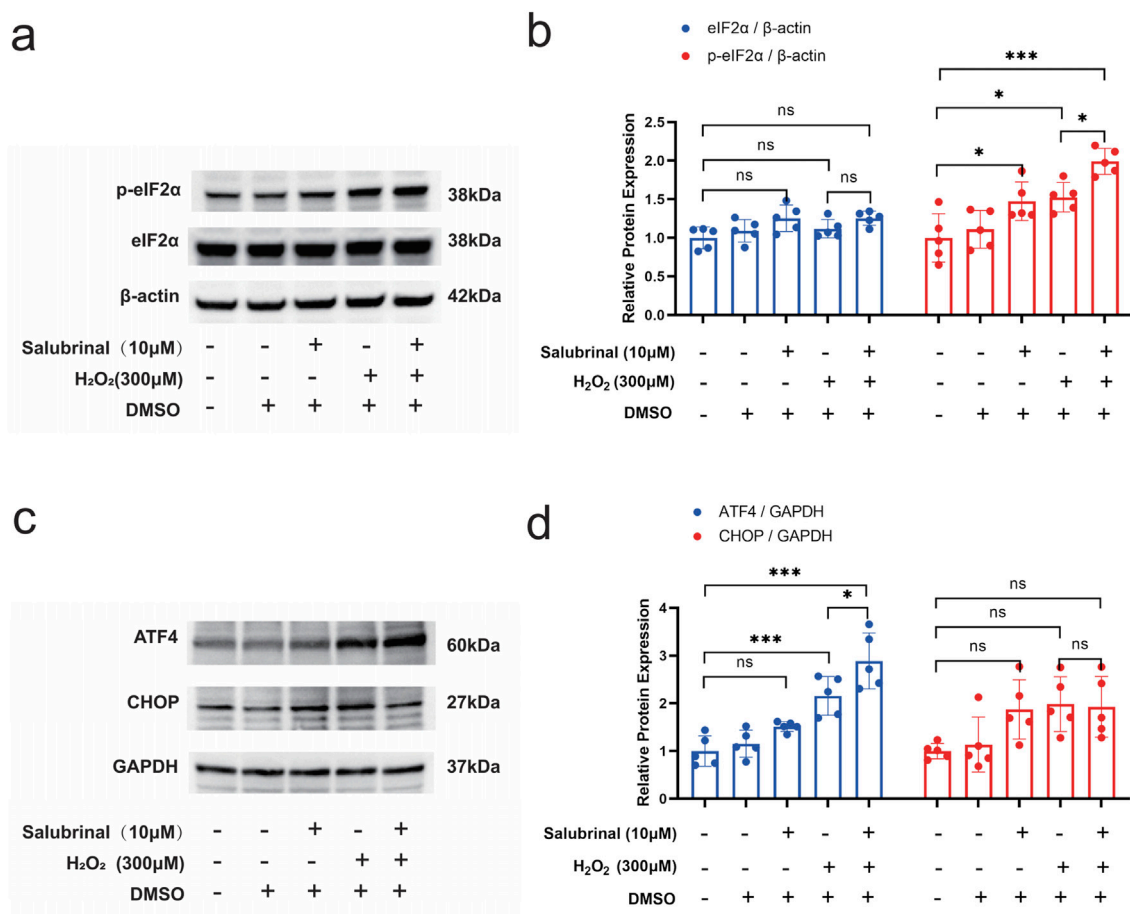 a
p-eIF2α
38kDa
eIF2α
38kDa
β-actin
42kDa
Salubrinal (10μM) - - + - +
H₂O₂(300μM) - - - + +
DMSO - + + + +
b
eIF2α / β-actin
p-eIF2α / β-actin
***
ns
*
*
ns
*
ns
ns
Relative Protein Expression
2.5
2.0
1.5
1.0
0.5
0.0
Salubrinal (10μM) - - + - + - - + - +
H₂O₂ (300μM) - - - + + - - - + +
DMSO - + + + + - + + + +
c
ATF4
60kDa
CHOP
27kDa
GAPDH
37kDa
Salubrinal (10μM) - - + - +
H₂O₂ (300μM) - - - + +
DMSO - + + + +
d
ATF4 / GAPDH
CHOP / GAPDH
***
ns
*
ns
***
ns
ns
ns
Relative Protein Expression
4
3
2
1
0
Salubrinal (10μM) - - + - + - - + - +
H₂O₂ (300μM) - - - + + - - - + +
DMSO - + + + + - + + + +